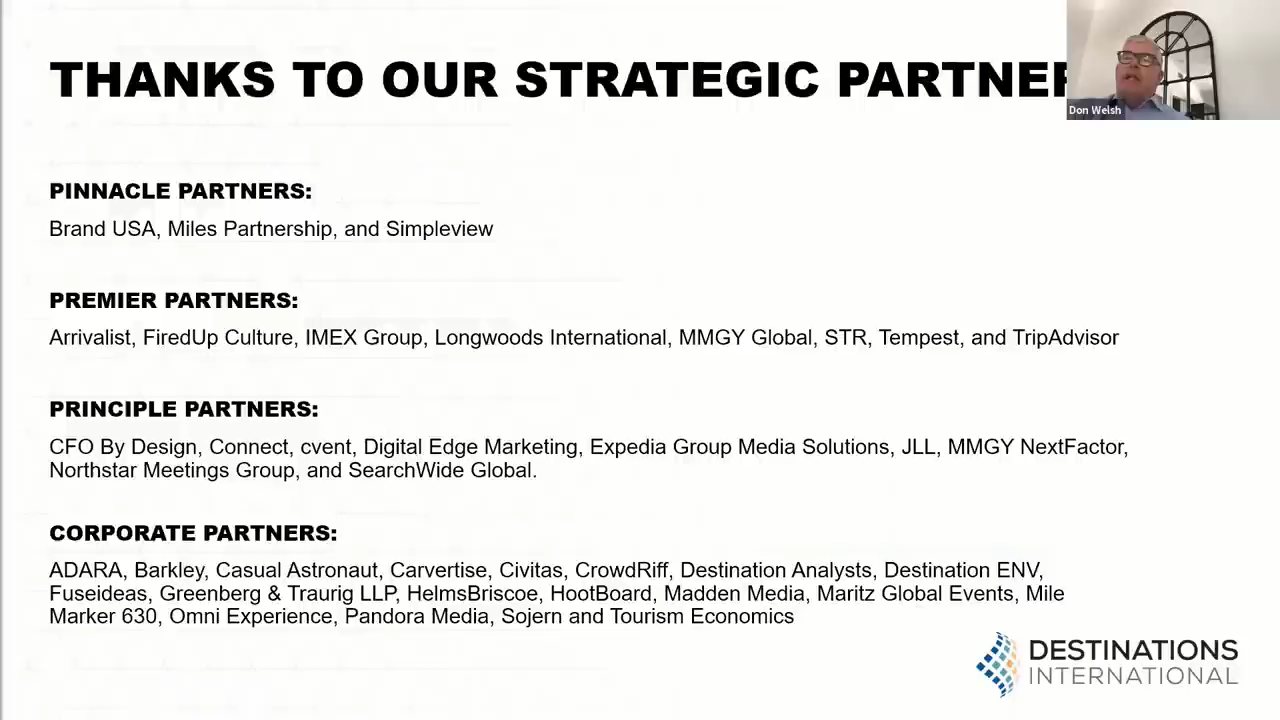 THANKS TO OUR STRATEGIC
Don Welsh
PINNACLE PARTNERS:
Brand USA, Miles Partnership, and Simpleview
PREMIER PARTNERS:
Arrivalist, FiredUp Culture, IMEX Group, Longwoods International, MMGY Global, STR, Tempest, and TripAdvisor
PRINCIPLE PARTNERS:
CFO By Design, Connect, cvent, Digital Edge Marketing, Expedia Group Media Solutions, JLL, MMGY NextFactor,
Northstar Meetings Group, and SearchWide Global.
CORPORATE PARTNERS:
ADARA, Barkley, Casual Astronaut, Carvertise, Civitas, CrowdRiff, Destination Analysts, Destination ENV,
Fuseideas, Greenberg & Traurig LLP, HelmsBriscoe, HootBoard, Madden Media, Maritz Global Events, Mile
Marker 630, Omni Experience, Pandora Media, Sojern and Tourism Economics
DESTINATIONS
INTERNATIONAL